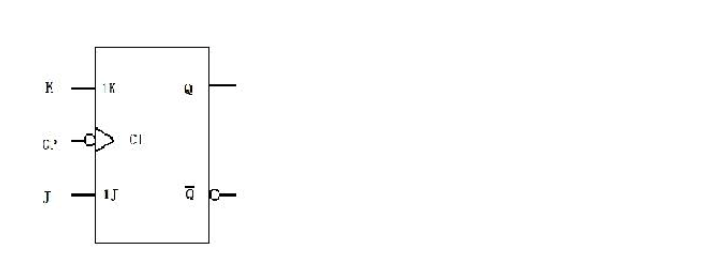 K 1K Q
CP C1
J 1J Q̅